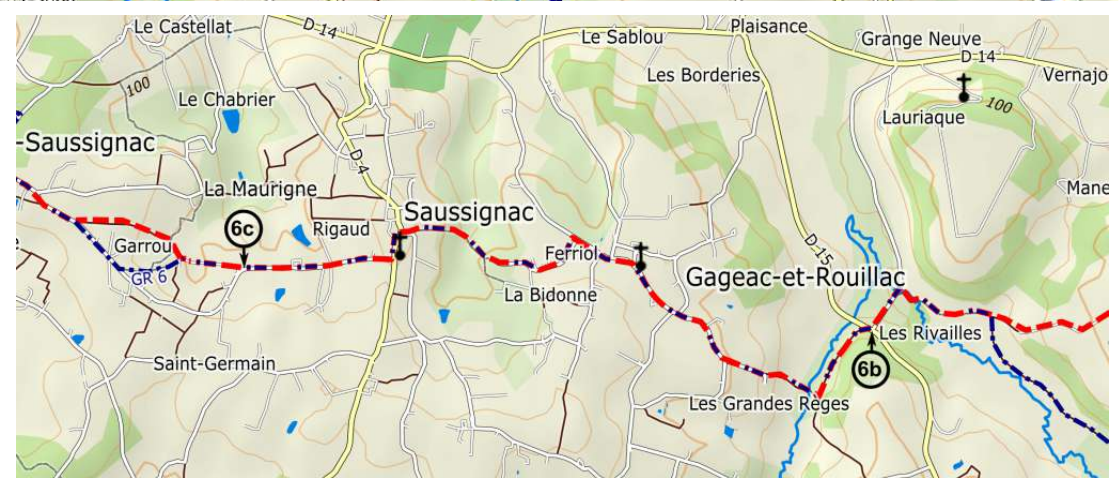 Le Castellat
D-14
Le Sablou
Plaisance
Grange Neuve
D 14
Les Borderies
Vernajo
100
Le Chabrier
100
Lauriaque
-Saussignac
D-4
La Maurigne
Mane
6c
Rigaud
Saussignac
Garrou
Ferriol
D-15
GR 6
Gageac-et-Rouillac
La Bidonne
Les Rivailles
Saint-Germain
6b
Les Grandes Reges